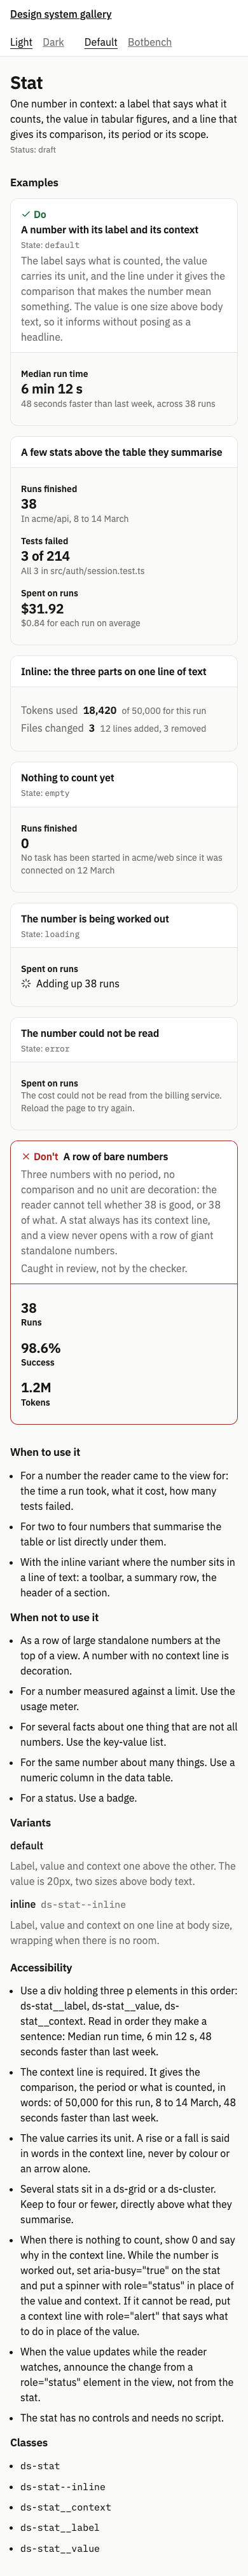 Design system gallery
Light Dark Default Botbench
Stat
One number in context: a label that says what it
counts, the value in tabular figures, and a line that
gives its comparison, its period or its scope.
Status: draft
Examples
✓ Do
A number with its label and its context
State: default
The label says what is counted, the value
carries its unit, and the line under it gives the
comparison that makes the number mean
something. The value is one size above body
text, so it informs without posing as a
headline.
Median run time
6 min 12 s
48 seconds faster than last week, across 38 runs
A few stats above the table they summarise
Runs finished
38
In acme/api, 8 to 14 March
Tests failed
3 of 214
All 3 in src/auth/session.test.ts
Spent on runs
$31.92
$0.84 for each run on average
Inline: the three parts on one line of text
Tokens used 18,420 of 50,000 for this run
Files changed 3 12 lines added, 3 removed
Nothing to count yet
State: empty
Runs finished
0
No task has been started in acme/web since it was
connected on 12 March
The number is being worked out
State: loading
Spent on runs
Adding up 38 runs
The number could not be read
State: error
Spent on runs
The cost could not be read from the billing service.
Reload the page to try again.
✕ Don't A row of bare numbers
Three numbers with no period, no
comparison and no unit are decoration: the
reader cannot tell whether 38 is good, or 38
of what. A stat always has its context line,
and a view never opens with a row of giant
standalone numbers.
Caught in review, not by the checker.
38
Runs
98.6%
Success
1.2M
Tokens
When to use it
• For a number the reader came to the view for:
the time a run took, what it cost, how many
tests failed.
• For two to four numbers that summarise the
table or list directly under them.
• With the inline variant where the number sits in
a line of text: a toolbar, a summary row, the
header of a section.
When not to use it
• As a row of large standalone numbers at the
top of a view. A number with no context line is
decoration.
• For a number measured against a limit. Use the
usage meter.
• For several facts about one thing that are not all
numbers. Use the key-value list.
• For the same number about many things. Use a
numeric column in the data table.
• For a status. Use a badge.
Variants
default
Label, value and context one above the other. The
value is 20px, two sizes above body text.
inline ds-stat--inline
Label, value and context on one line at body size,
wrapping when there is no room.
Accessibility
• Use a div holding three p elements in this order:
ds-stat__label, ds-stat__value, ds-
stat__context. Read in order they make a
sentence: Median run time, 6 min 12 s, 48
seconds faster than last week.
• The context line is required. It gives the
comparison, the period or what is counted, in
words: of 50,000 for this run, 8 to 14 March, 48
seconds faster than last week.
• The value carries its unit. A rise or a fall is said
in words in the context line, never by colour or
an arrow alone.
• Several stats sit in a ds-grid or a ds-cluster.
Keep to four or fewer, directly above what they
summarise.
• When there is nothing to count, show 0 and say
why in the context line. While the number is
worked out, set aria-busy="true" on the stat
and put a spinner with role="status" in place of
the value and context. If it cannot be read, put
a context line with role="alert" that says what
to do in place of the value.
• When the value updates while the reader
watches, announce the change from a
role="status" element in the view, not from the
stat.
• The stat has no controls and needs no script.
Classes
• ds-stat
• ds-stat--inline
• ds-stat__context
• ds-stat__label
• ds-stat__value